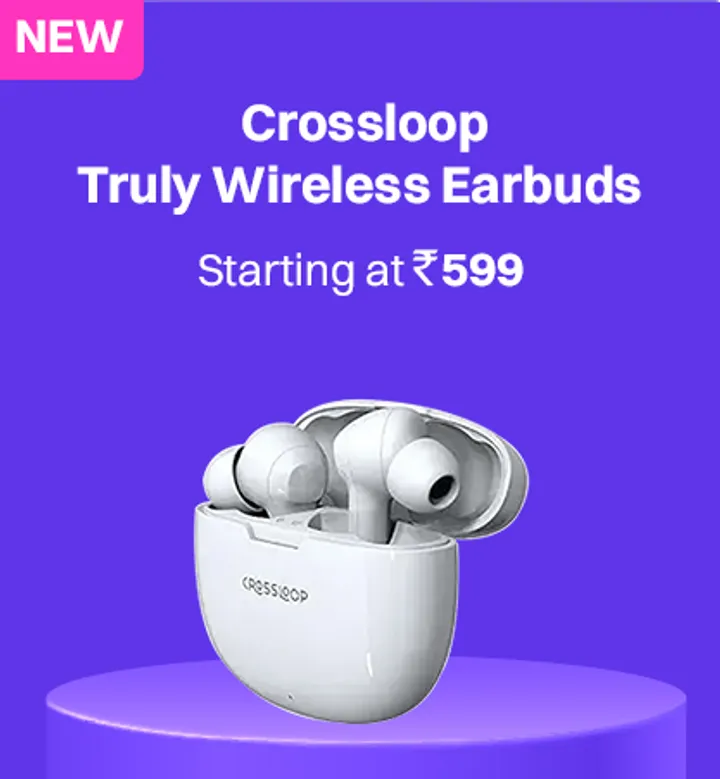 NEW
Crossloop
Truly Wireless Earbuds
Starting at ₹599
CROSSLOOP